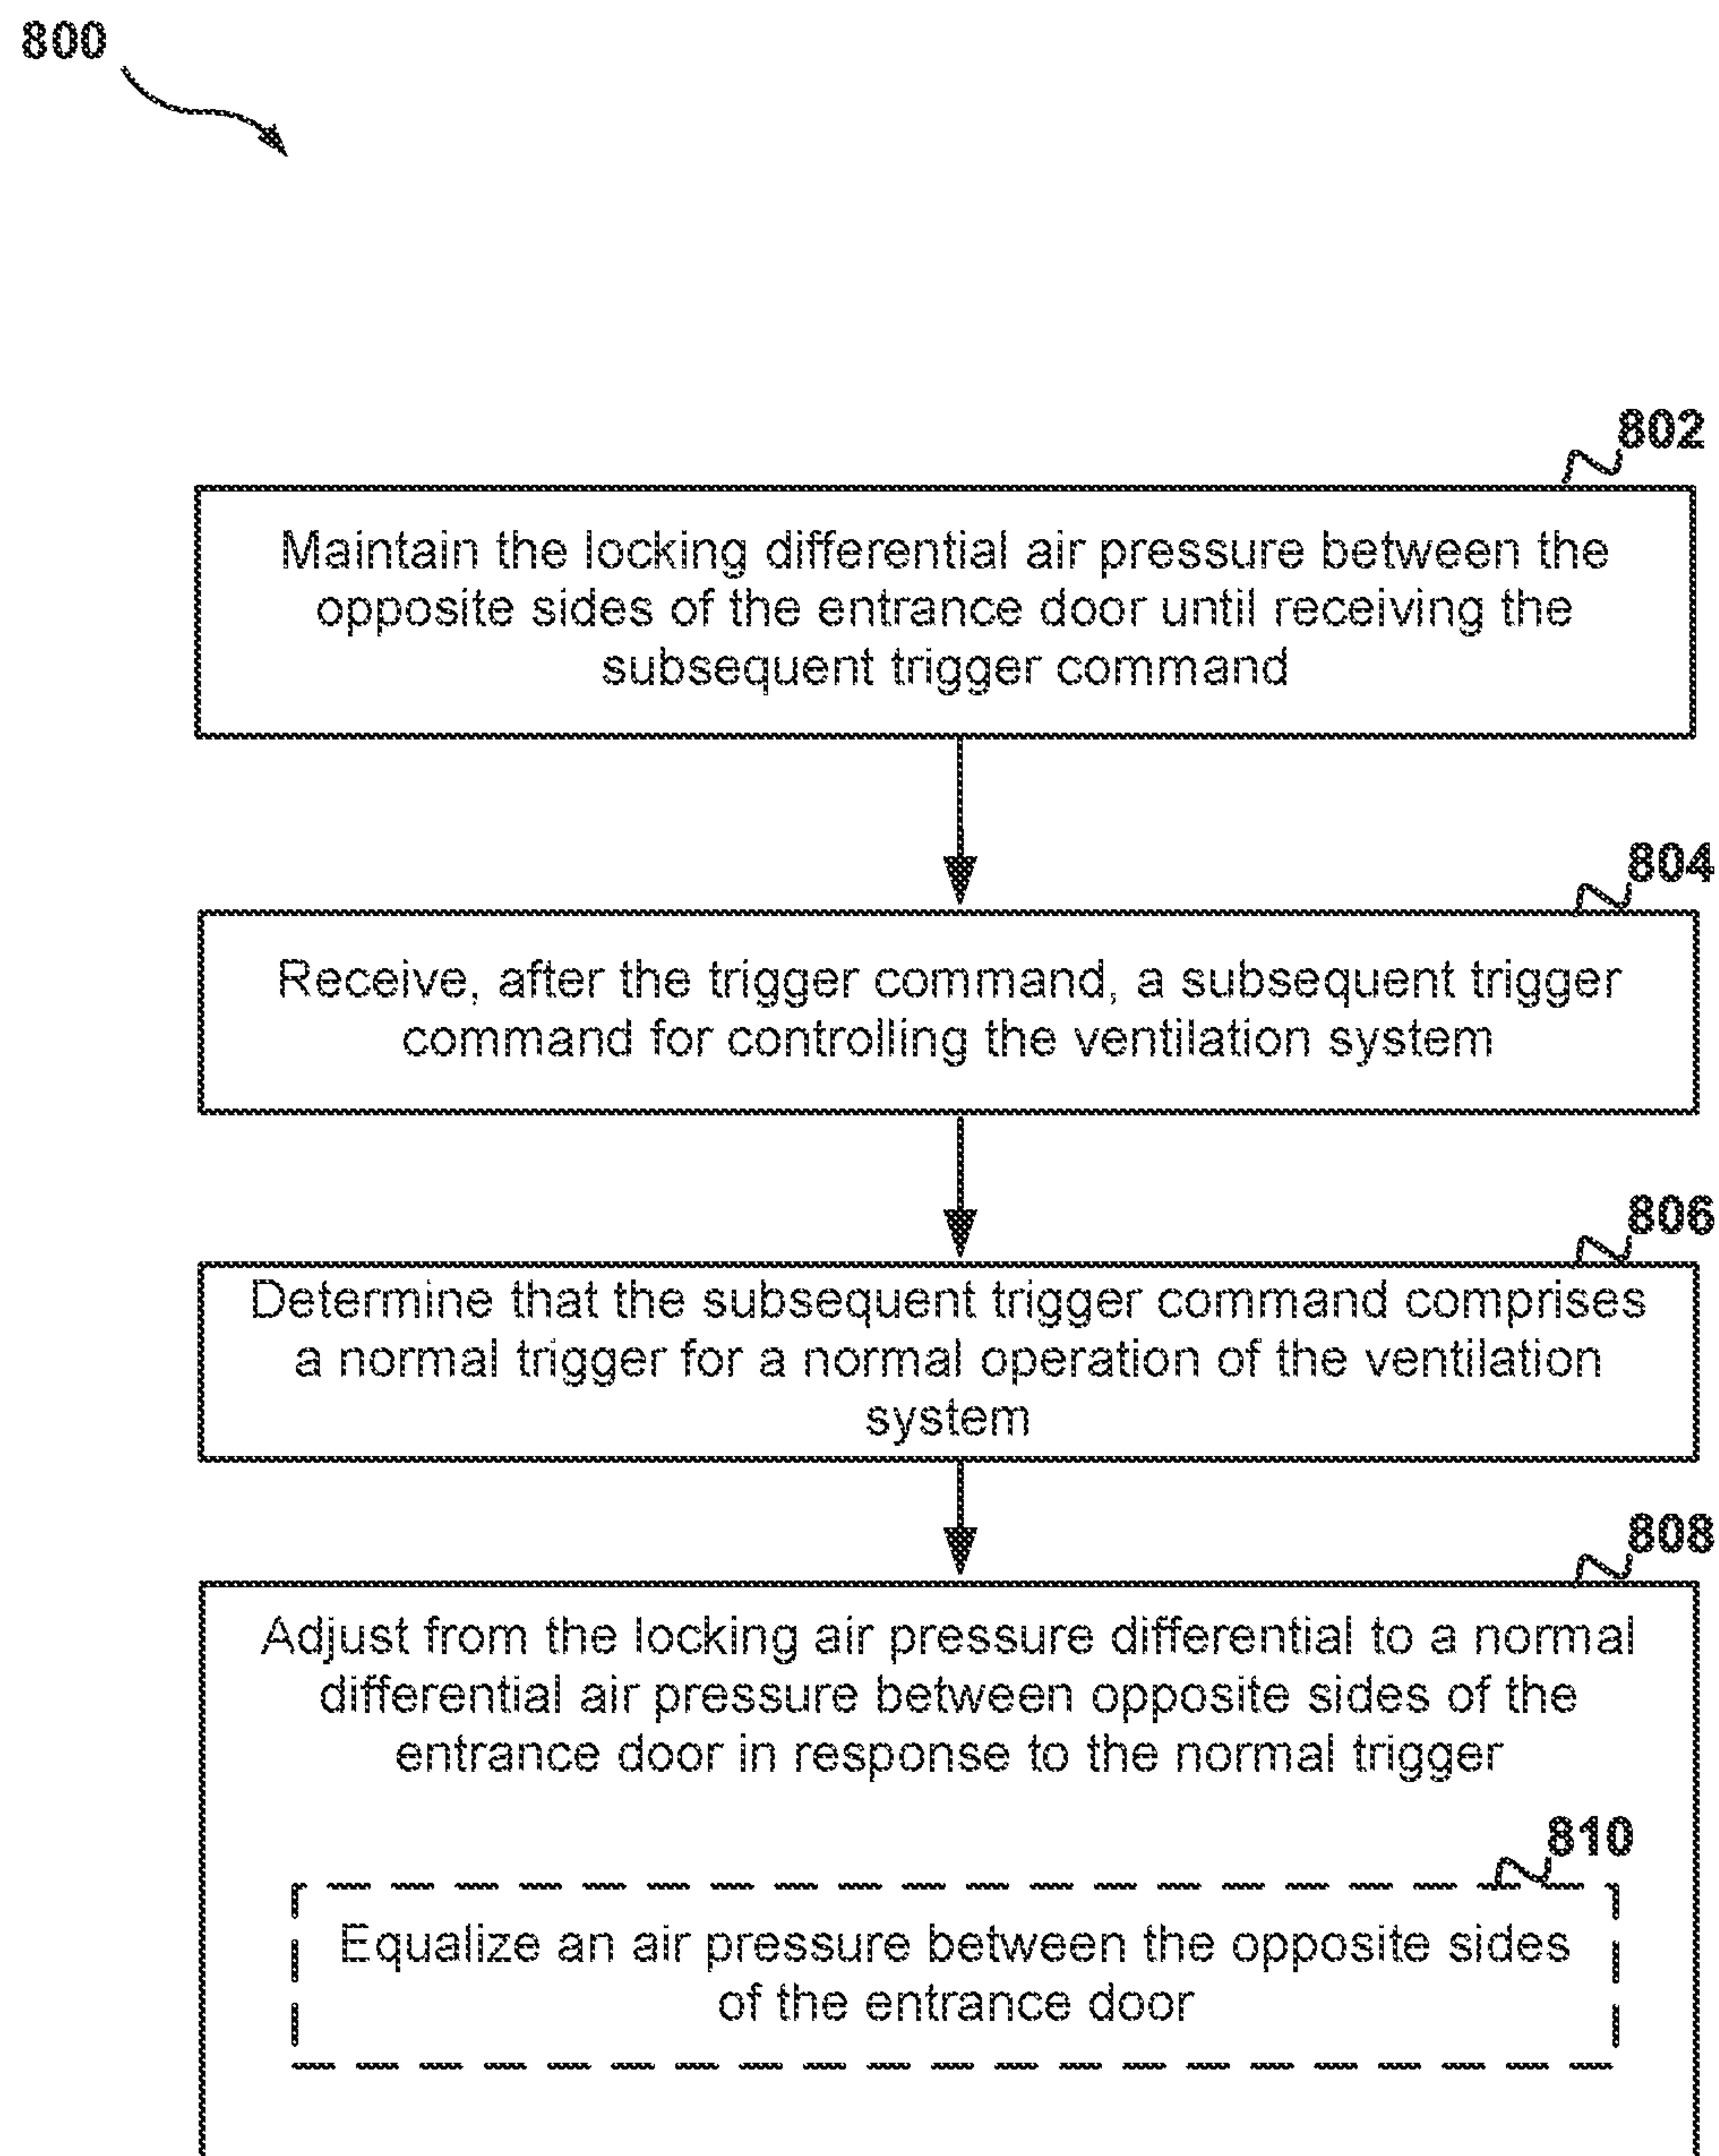 800
802
Maintain the locking differential air pressure between the
opposite sides of the entrance door until receiving the
subsequent trigger command
804
Receive, after the trigger command, a subsequent trigger
command for controlling the ventilation system
806
Determine that the subsequent trigger command comprises
a normal trigger for a normal operation of the ventilation
system
808
Adjust from the locking air pressure differential to a normal
differential air pressure between opposite sides of the
entrance door in response to the normal trigger
810
Equalize an air pressure between the opposite sides
of the entrance door